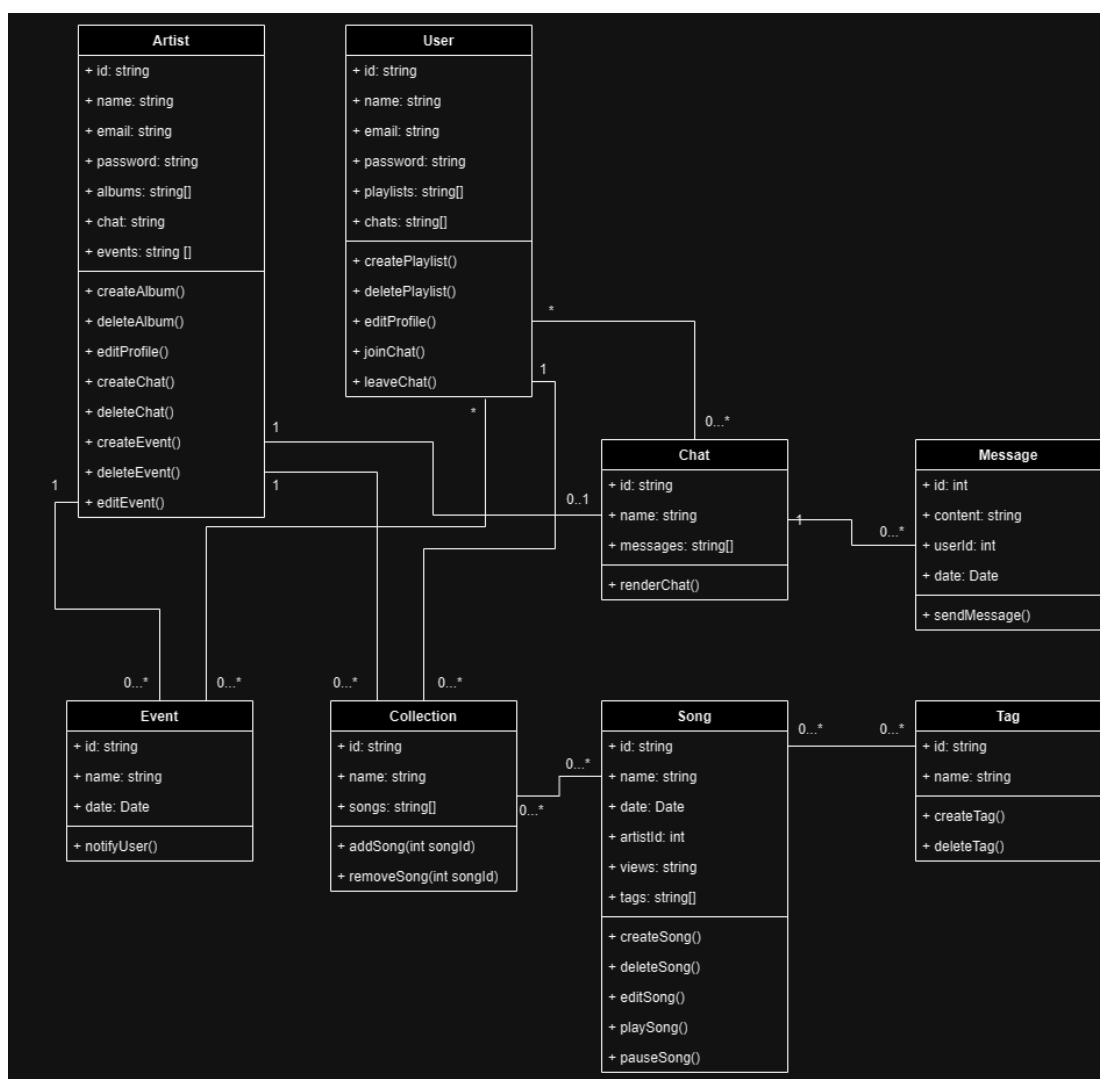 Artist
+ id: string
+ name: string
+ email: string
+ password: string
+ albums: string[]
+ chat: string
+ events: string []
+ createAlbum()
+ deleteAlbum()
+ editProfile()
+ createChat()
+ deleteChat()
+ createEvent()
+ deleteEvent()
+ editEvent()
User
+ id: string
+ name: string
+ email: string
+ password: string
+ playlists: string[]
+ chats: string[]
+ createPlaylist()
+ deletePlaylist()
+ editProfile()
+ joinChat()
+ leaveChat()
*
1
*
1
1
1
0...*
0..1
Chat
+ id: string
+ name: string
+ messages: string[]
+ renderChat()
1
0...*
Message
+ id: int
+ content: string
+ userId: int
+ date: Date
+ sendMessage()
0...*
0...*
0...*
0...*
Event
+ id: string
+ name: string
+ date: Date
+ notifyUser()
Collection
+ id: string
+ name: string
+ songs: string[]
+ addSong(int songId)
+ removeSong(int songId)
0...*
0...*
Song
+ id: string
+ name: string
+ date: Date
+ artistId: int
+ views: string
+ tags: string[]
+ createSong()
+ deleteSong()
+ editSong()
+ playSong()
+ pauseSong()
0...*
0...*
Tag
+ id: string
+ name: string
+ createTag()
+ deleteTag()